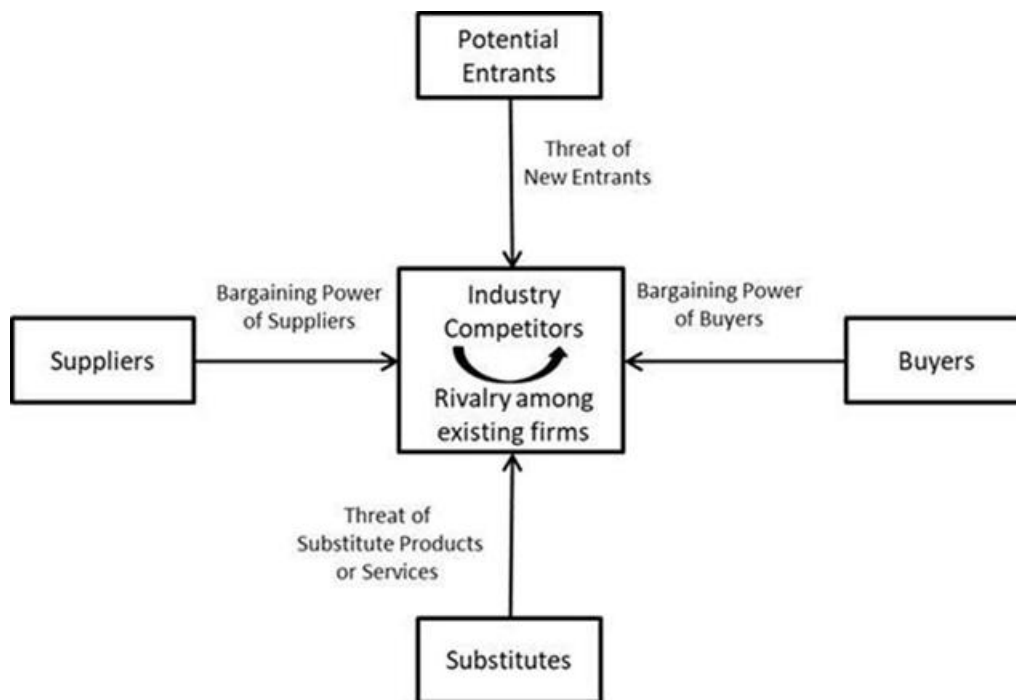 Potential
Entrants
Threat of
New Entrants
Bargaining Power
of Suppliers
Industry
Competitors
Bargaining Power
of Buyers
Suppliers
Buyers
Rivalry among
existing firms
Threat of
Substitute Products
or Services
Substitutes